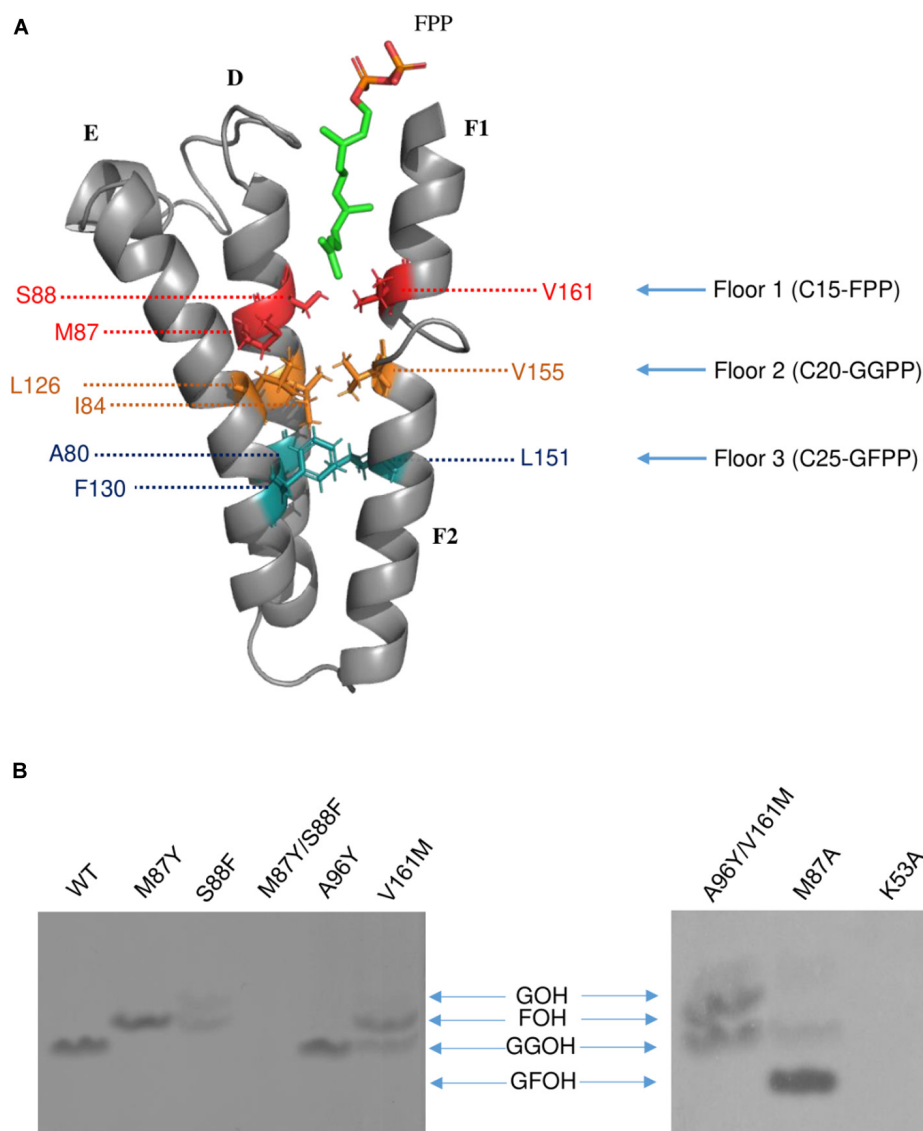 A
FPP
D
E
F1
S88
V161
Floor 1 (C15-FPP)
M87
L126
V155
Floor 2 (C20-GGPP)
I84
A80
L151
Floor 3 (C25-GFPP)
F130
F2
B
WT
M87Y
S88F
M87Y/S88F
A96Y
V161M
A96Y/V161M
M87A
K53A
GOH
FOH
GGOH
GFOH